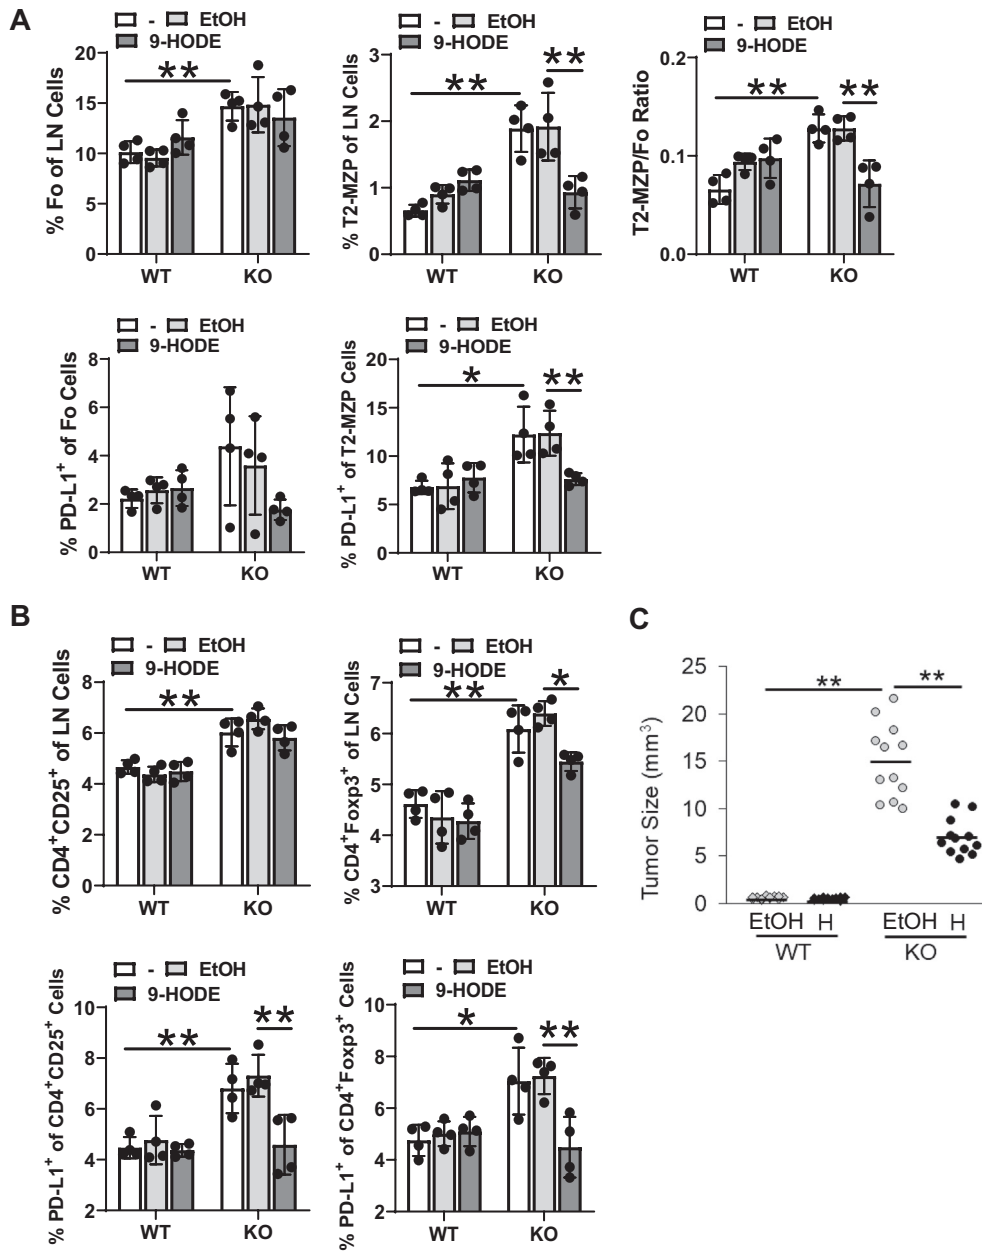 A
- EtOH
9-HODE
% Fo of LN Cells
20
15
10
5
0
**
WT KO
- EtOH
9-HODE
% T2-MZP of LN Cells
3
2
1
0
** **
WT KO
- EtOH
9-HODE
T2-MZP/Fo Ratio
0.2
0.1
0.0
** **
WT KO
- EtOH
9-HODE
% PD-L1⁺ of Fo Cells
8
6
4
2
0
WT KO
- EtOH
9-HODE
% PD-L1⁺ of T2-MZP Cells
20
15
10
5
0
* **
WT KO
B
- EtOH
9-HODE
% CD4⁺CD25⁺ of LN Cells
8
6
4
2
0
**
WT KO
- EtOH
9-HODE
% CD4⁺Foxp3⁺ of LN Cells
7
6
5
4
3
** *
WT KO
C
Tumor Size (mm³)
25
20
15
10
5
0
** **
EtOH H EtOH H
WT KO
- EtOH
9-HODE
% PD-L1⁺ of CD4⁺CD25⁺ Cells
10
8
6
4
2
** **
WT KO
- EtOH
9-HODE
% PD-L1⁺ of CD4⁺Foxp3⁺ Cells
10
8
6
4
2
* **
WT KO